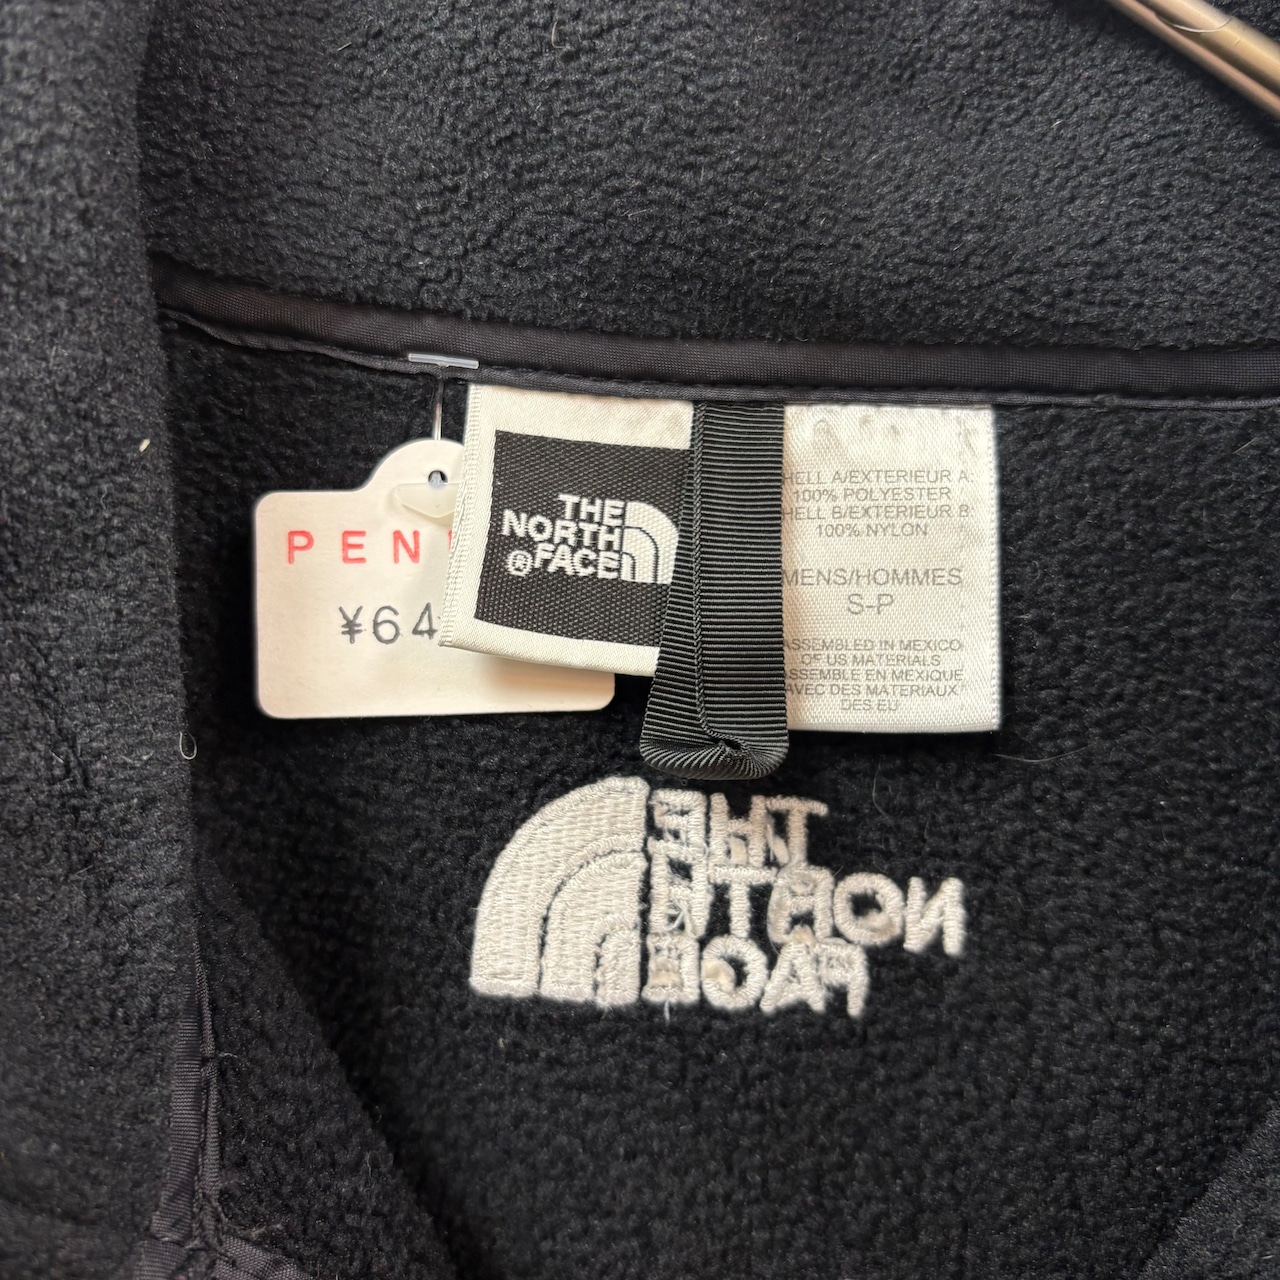 PEN
¥64
THE
NORTH
®FACE
HELL A/EXTERIEUR A:
100% POLYESTER
HELL B/EXTERIEUR B:
100% NYLON
MENS/HOMMES
S-P
ASSEMBLED IN MEXICO
OF US MATERIALS
ASSEMBLE EN MEXIQUE
AVEC DES MATERIAUX
DES EU
THE
NORTH
FACE